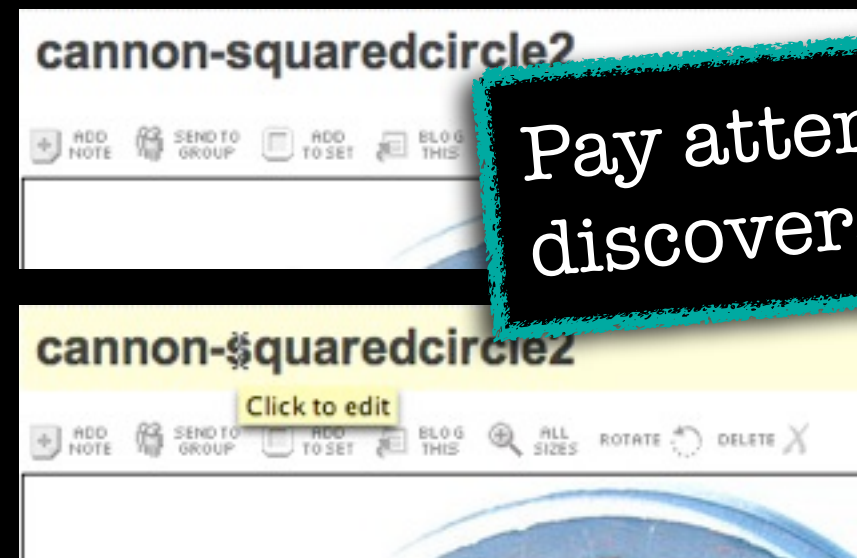 cannon-squaredcircle2
ADD NOTE SEND TO GROUP ADD TO SET BLOG THIS
Pay atten
discover
cannon-squaredcircle2
Click to edit
ADD NOTE SEND TO GROUP ADD TO SET BLOG THIS ALL SIZES ROTATE DELETE